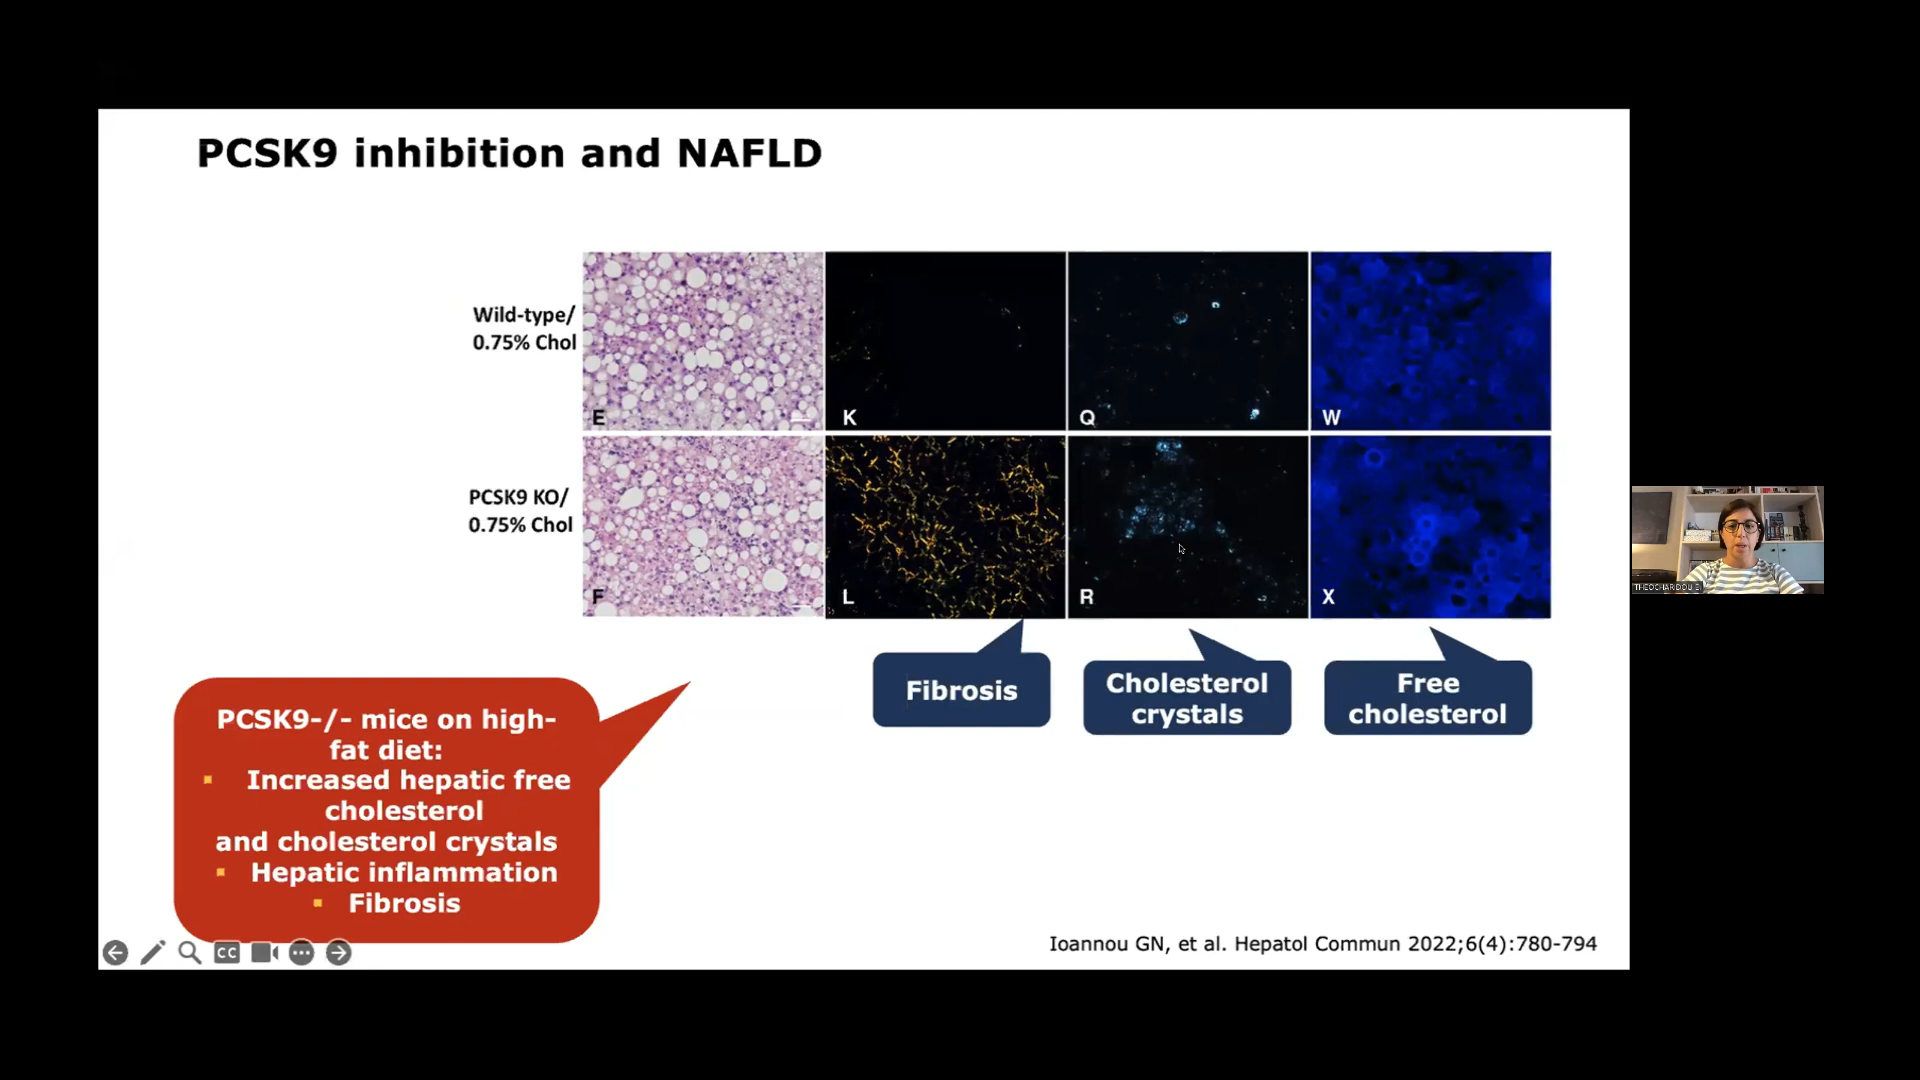 PCSK9 inhibition and NAFLD
Wild-type/
0.75% Chol
E
K
Q
W
PCSK9 KO/
0.75% Chol
F
L
R
X
Fibrosis
Cholesterol
crystals
Free
cholesterol
PCSK9-/- mice on high-
fat diet:
▪ Increased hepatic free
cholesterol
and cholesterol crystals
▪ Hepatic inflammation
▪ Fibrosis
CC
Ioannou GN, et al. Hepatol Commun 2022;6(4):780-794